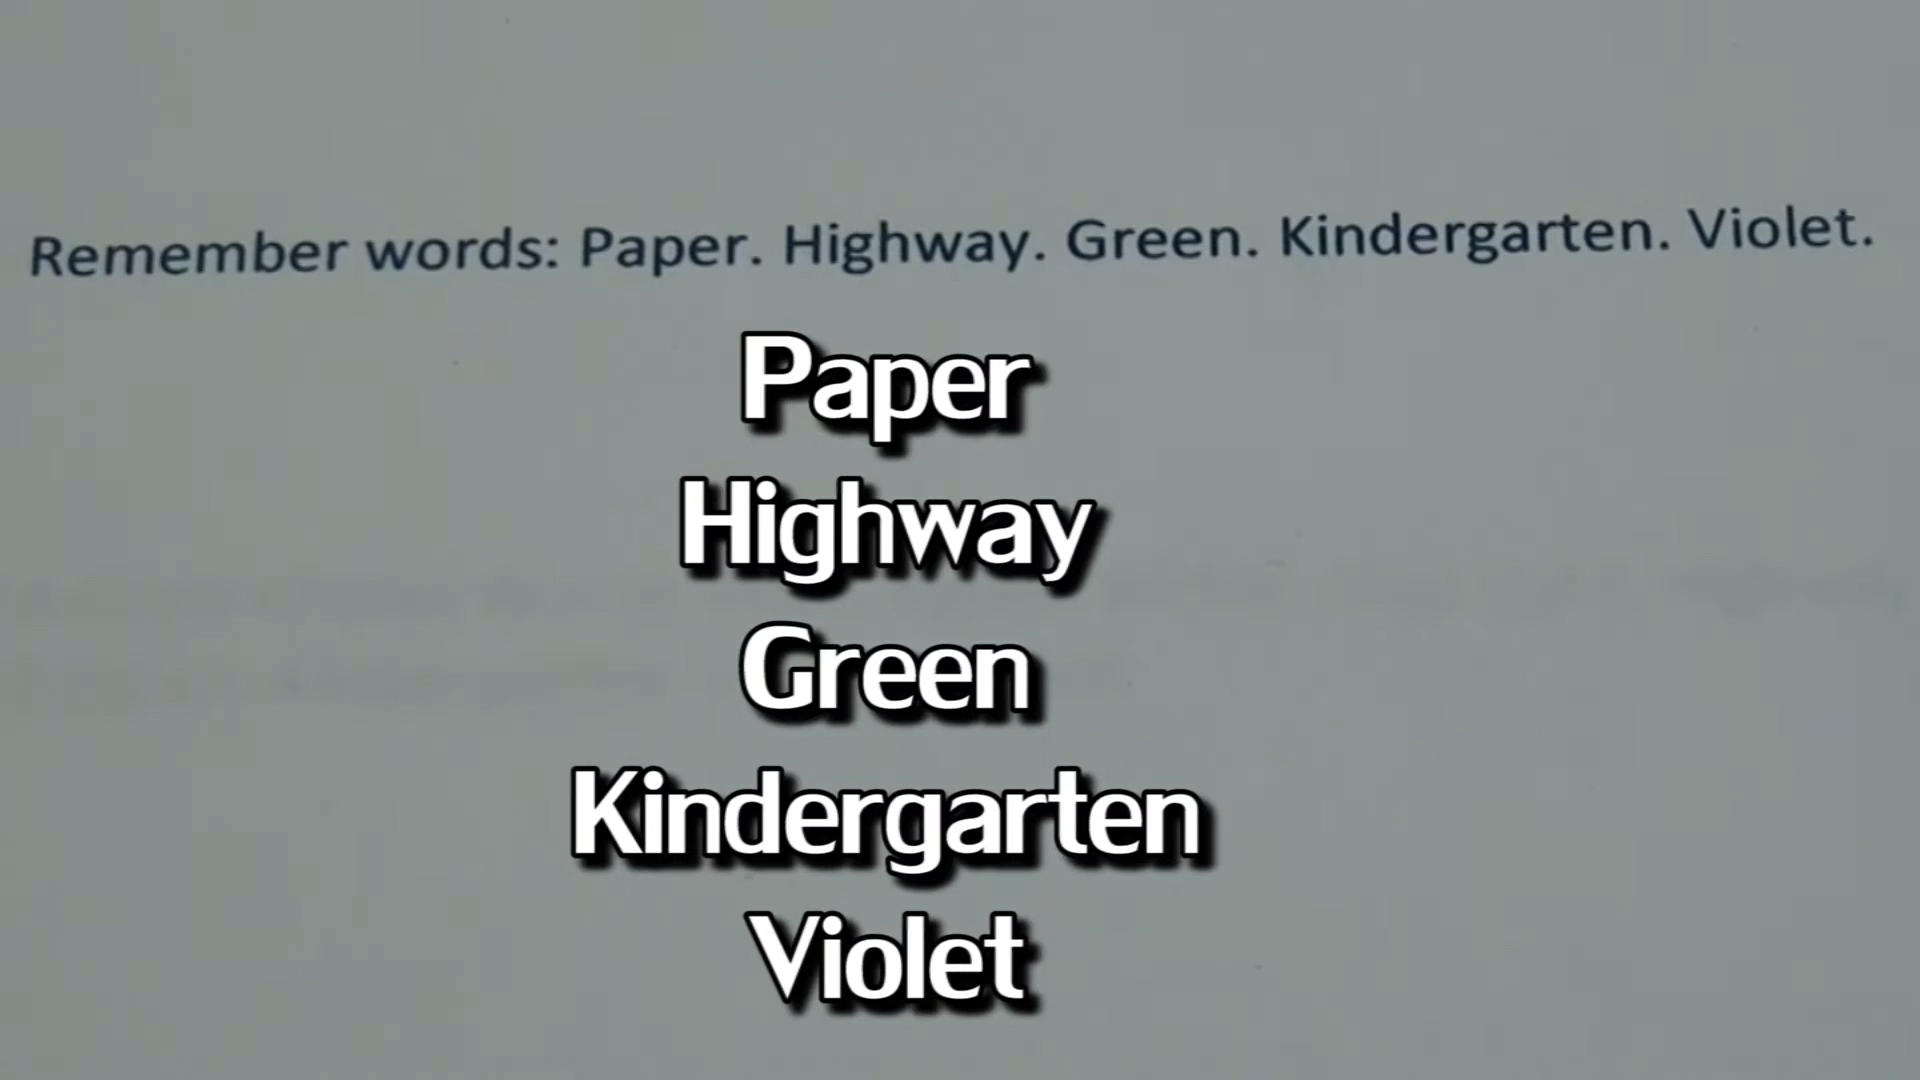 Remember words: Paper. Highway. Green. Kindergarten. Violet.
Paper
Highway
Green
Kindergarten
Violet